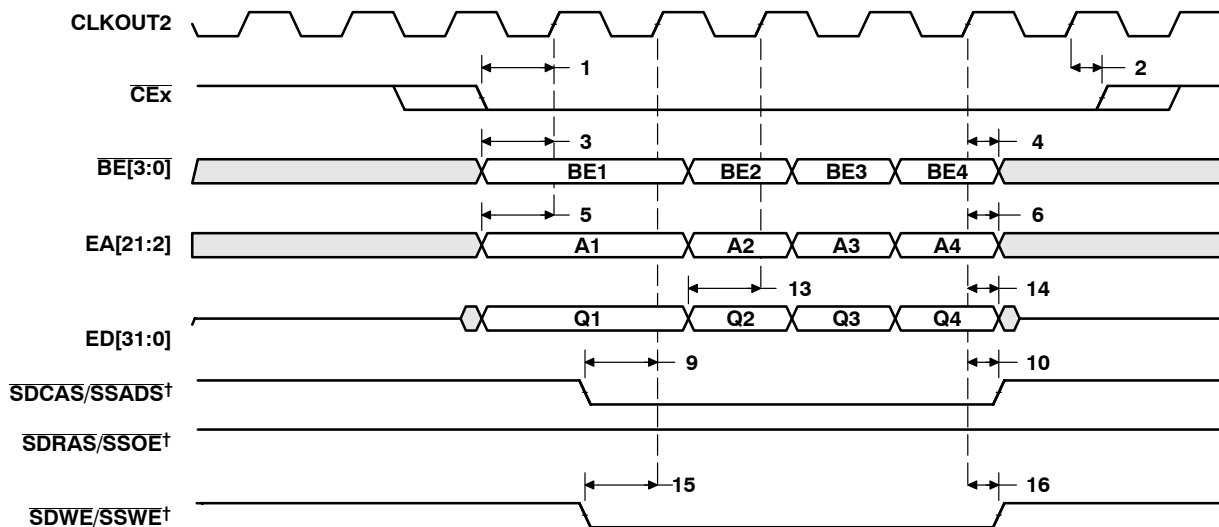 CLKOUT2
1
2
CEx
3
4
BE[3:0]
BE1
BE2
BE3
BE4
5
6
EA[21:2]
A1
A2
A3
A4
13
14
ED[31:0]
Q1
Q2
Q3
Q4
9
10
SDCAS/SSADS†
SDRAS/SSOE†
15
16
SDWE/SSWE†